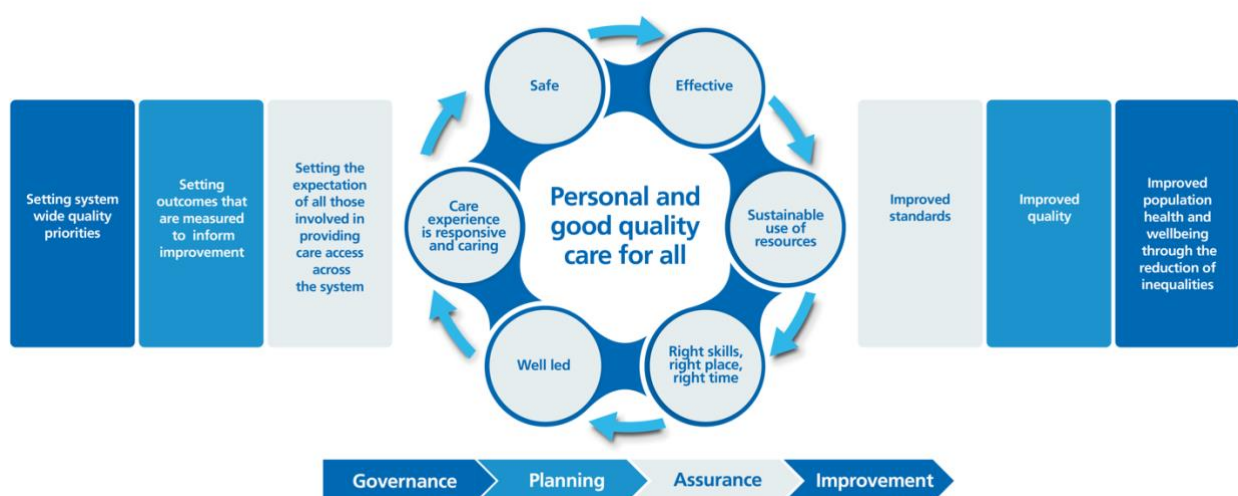 Setting system
wide quality
priorities
Setting
outcomes that
are measured
to inform
improvement
Setting the
expectation
of all those
involved in
providing
care access
across
the system
Safe
Effective
Care
experience
is responsive
and caring
Personal and
good quality
care for all
Sustainable
use of
resources
Well led
Right skills,
right place,
right time
Improved
standards
Improved
quality
Improved
population
health and
wellbeing
through the
reduction of
inequalities
Governance
Planning
Assurance
Improvement